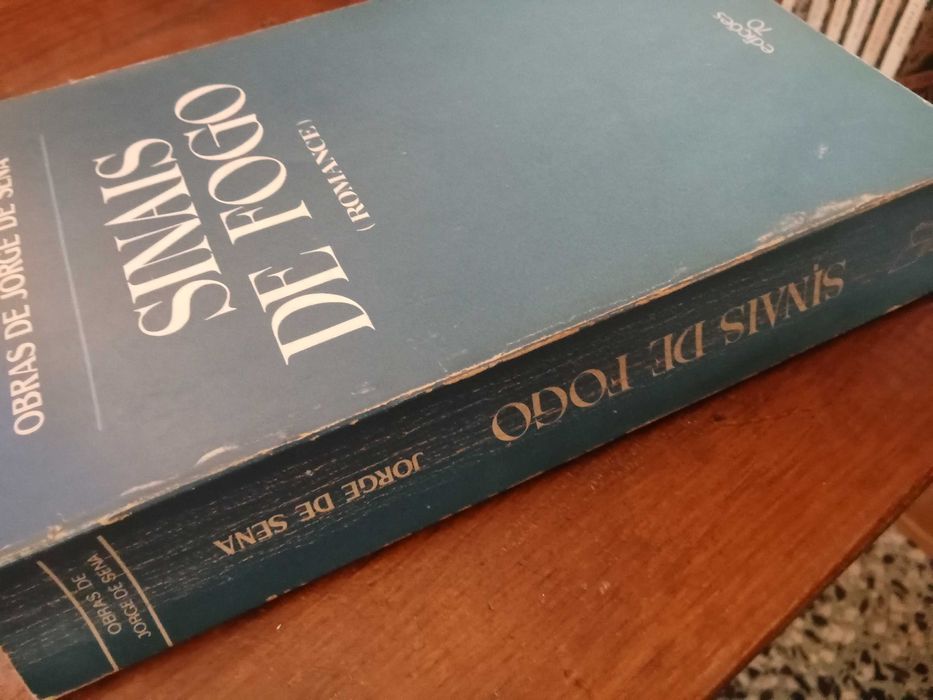 OBRAS DE JORGE DE SENA
SINAIS
DE FOGO
(ROMANCE)
edições
70
OBRAS DE
JORGE DE SENA
JORGE DE SENA
SINAIS DE FOGO